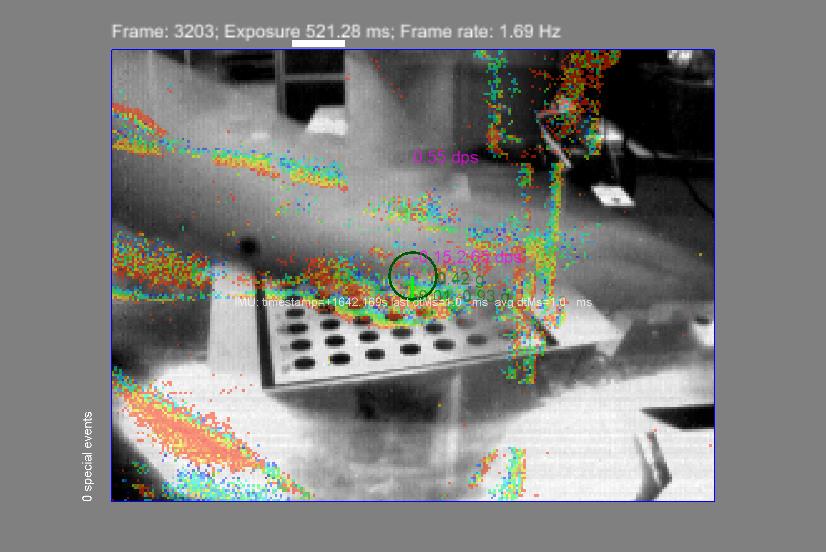 Frame: 3203; Exposure 521.28 ms; Frame rate: 1.69 Hz
0.55 dps
15,2.65 dps
IMU: timestamp=+1642.169s last dtMs=1.0 ms avg dtMs=1.0 ms
0 special events